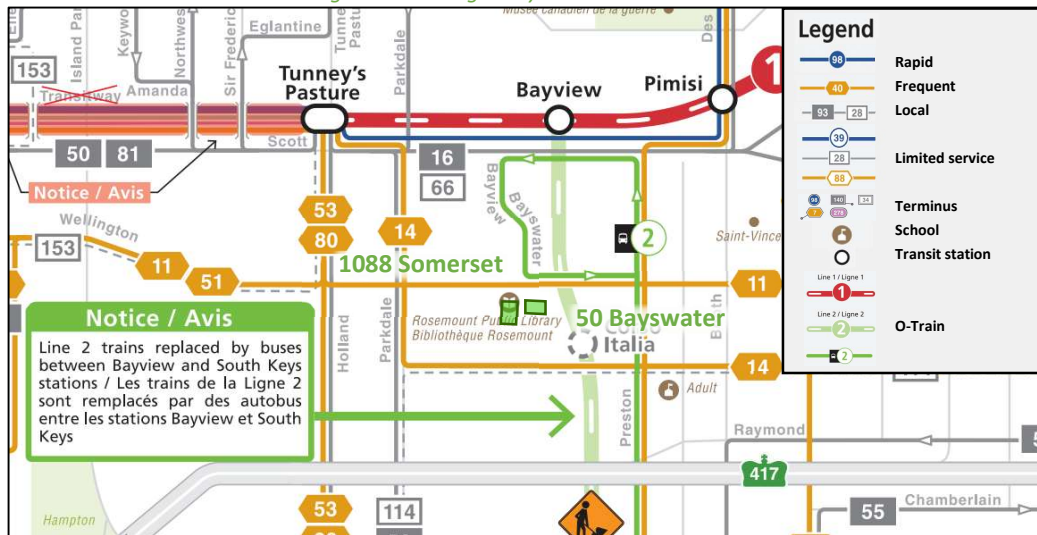 Musée canadien de la guerre
Legend
98
Rapid
40
Frequent
93
28
Local
39
28
Limited service
88
98
140
34
7
276
Terminus
School
Transit station
Line 1 / Ligne 1
1
Line 2 / Ligne 2
2
O-Train
2
Island Par
Keywo
Northwes
Sir Frederic
Eglantine
Tunne
Pastu
Parkdale
Des
153
Transitway
Amanda
Tunney's
Pasture
Bayview
Pimisi
1
Scott
50
81
16
66
Notice / Avis
Wellington
153
53
80
14
Bayview
Bayswater
2
Saint-Vince
1088 Somerset
11
51
11
Notice / Avis
Line 2 trains replaced by buses
between Bayview and South Keys
stations / Les trains de la Ligne 2
sont remplacés par des autobus
entre les stations Bayview et South
Keys
Holland
Parkdale
Rosemount Public Library
Bibliothèque Rosemount
50 Bayswater
Italia
14
Adult
Preston
Raymond
417
Hampton
53
114
55
Chamberlain